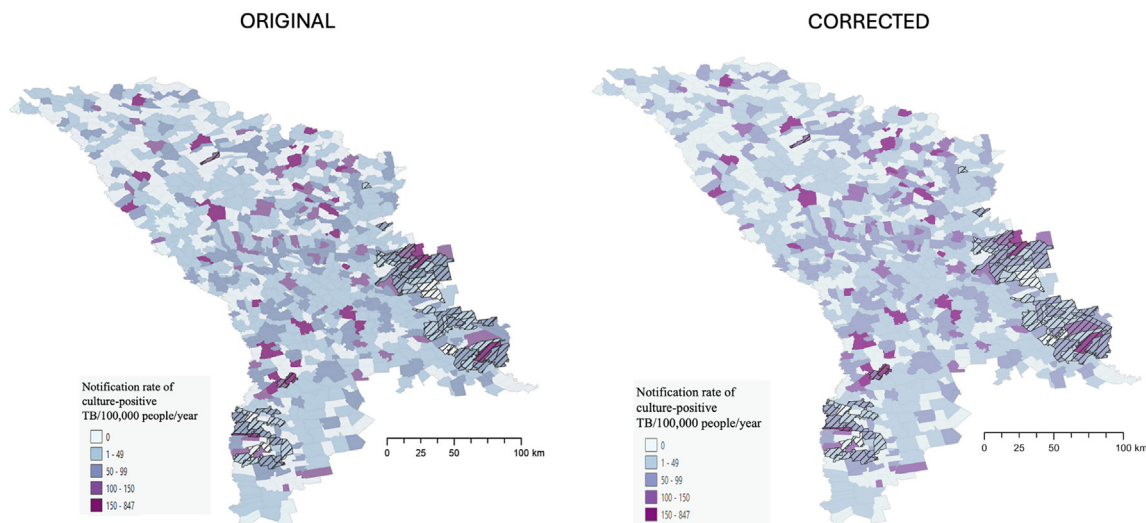 ORIGINAL
CORRECTED
Notification rate of
culture-positive
TB/100,000 people/year
0
1 - 49
50 - 99
100 - 150
150 - 847
0 25 50 100 km
Notification rate of
culture-positive
TB/100,000 people/year
0
1 - 49
50 - 99
100 - 150
150 - 847
0 25 50 100 km